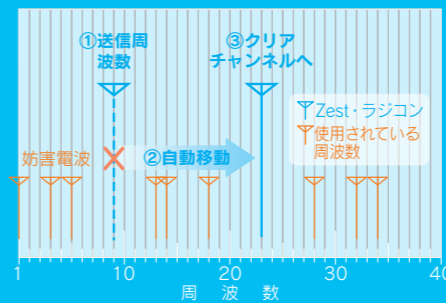 ①送信周
波数
③クリア
チャンネルへ
Zest・ラジコン
使用されている
周波数
妨害電波
②自動移動
1 10 20 30 40
周 波 数